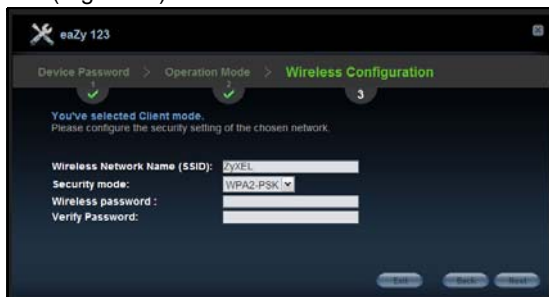 eaZy 123
Device Password > Operation Mode > Wireless Configuration
1 2 3
You've selected Client mode.
Please configure the security setting of the chosen network.
Wireless Network Name (SSID): ZyXEL
Security mode: WPA2-PSK
Wireless password :
Verify Password:
Exit Back Next